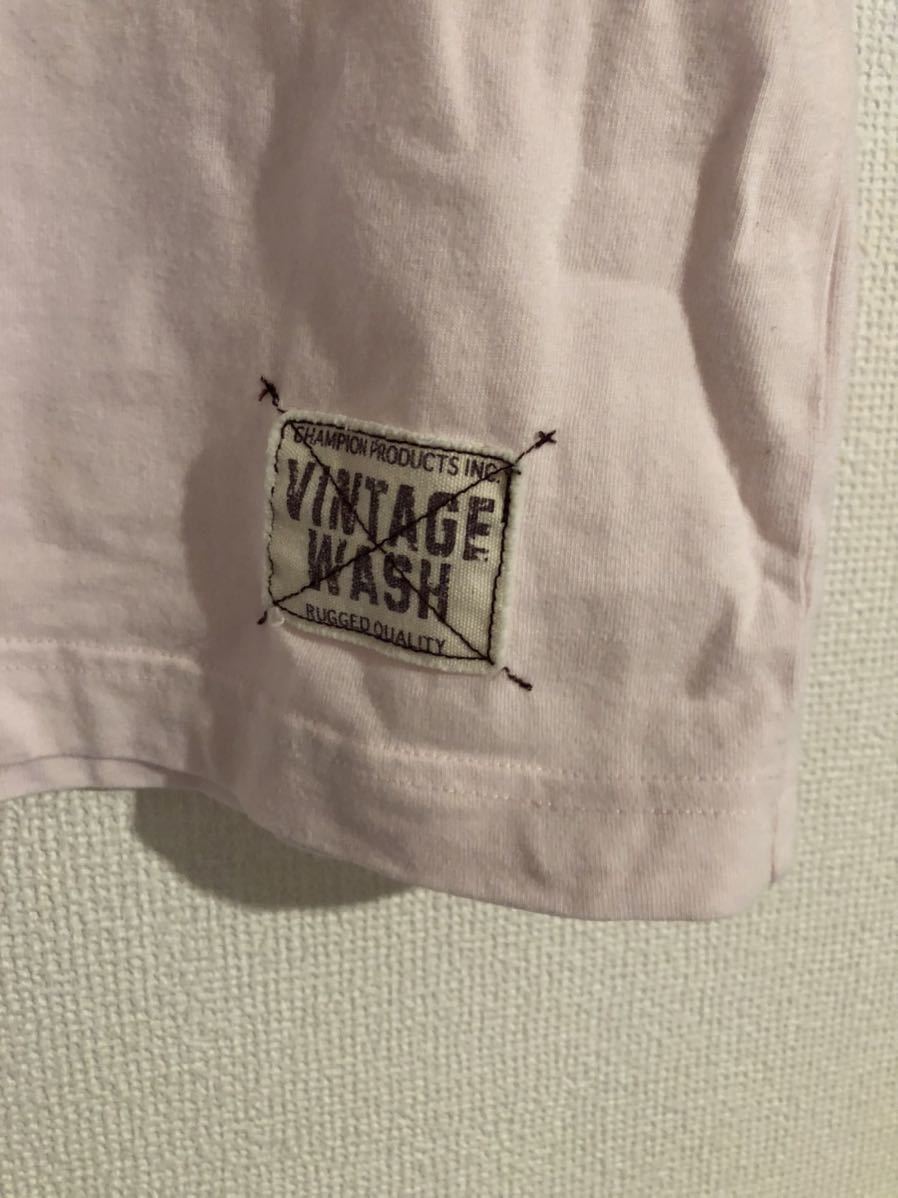 CHAMPION PRODUCTS INC.
VINTAGE
WASH
RUGGED QUALITY